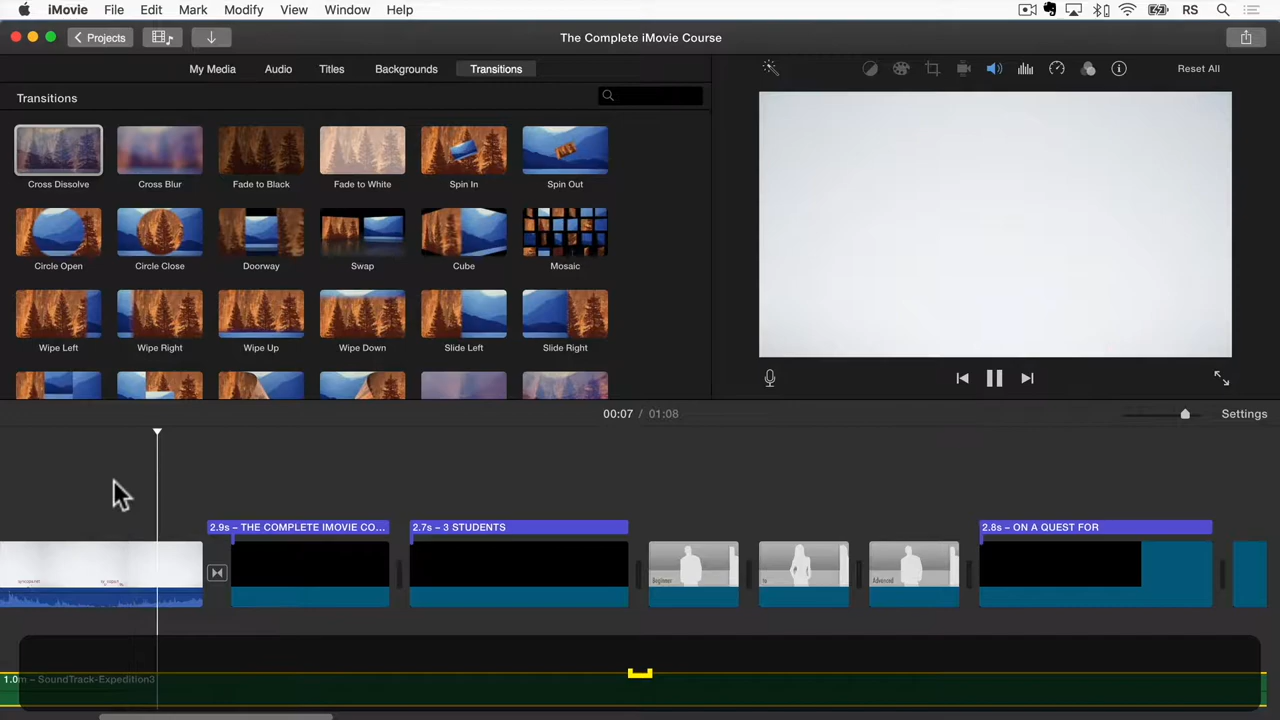 iMovie File Edit Mark Modify View Window Help RS
Projects The Complete iMovie Course
My Media Audio Titles Backgrounds Transitions Reset All
Transitions
Cross Dissolve Cross Blur Fade to Black Fade to White Spin In Spin Out
Circle Open Circle Close Doorway Swap Cube Mosaic
Wipe Left Wipe Right Wipe Up Wipe Down Slide Left Slide Right
00:07 / 01:08 Settings
2.9s – THE COMPLETE IMOVIE CO... 2.7s – 3 STUDENTS 2.8s – ON A QUEST FOR
Beginner to Advanced
1.0m – SoundTrack-Expedition3